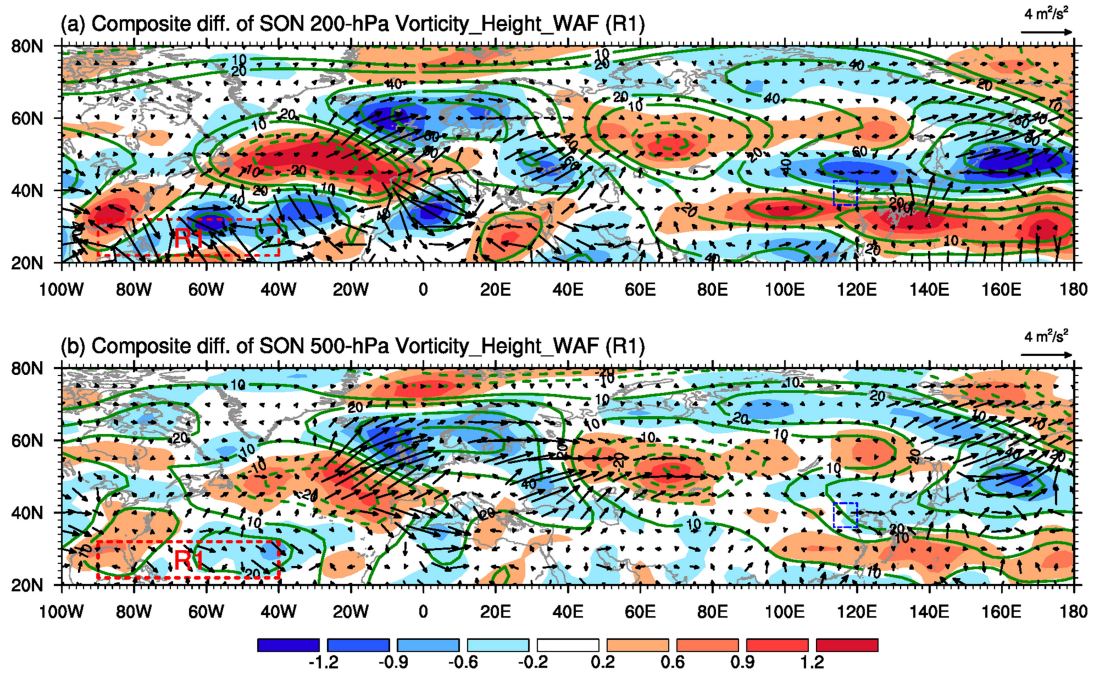 (a) Composite diff. of SON 200-hPa Vorticity_Height_WAF (R1)
4 m²/s²
80N
60N
40N
20N
R1
100W 80W 60W 40W 20W 0 20E 40E 60E 80E 100E 120E 140E 160E 180
(b) Composite diff. of SON 500-hPa Vorticity_Height_WAF (R1)
4 m²/s²
80N
60N
40N
20N
R1
100W 80W 60W 40W 20W 0 20E 40E 60E 80E 100E 120E 140E 160E 180
-1.2 -0.9 -0.6 -0.2 0.2 0.6 0.9 1.2